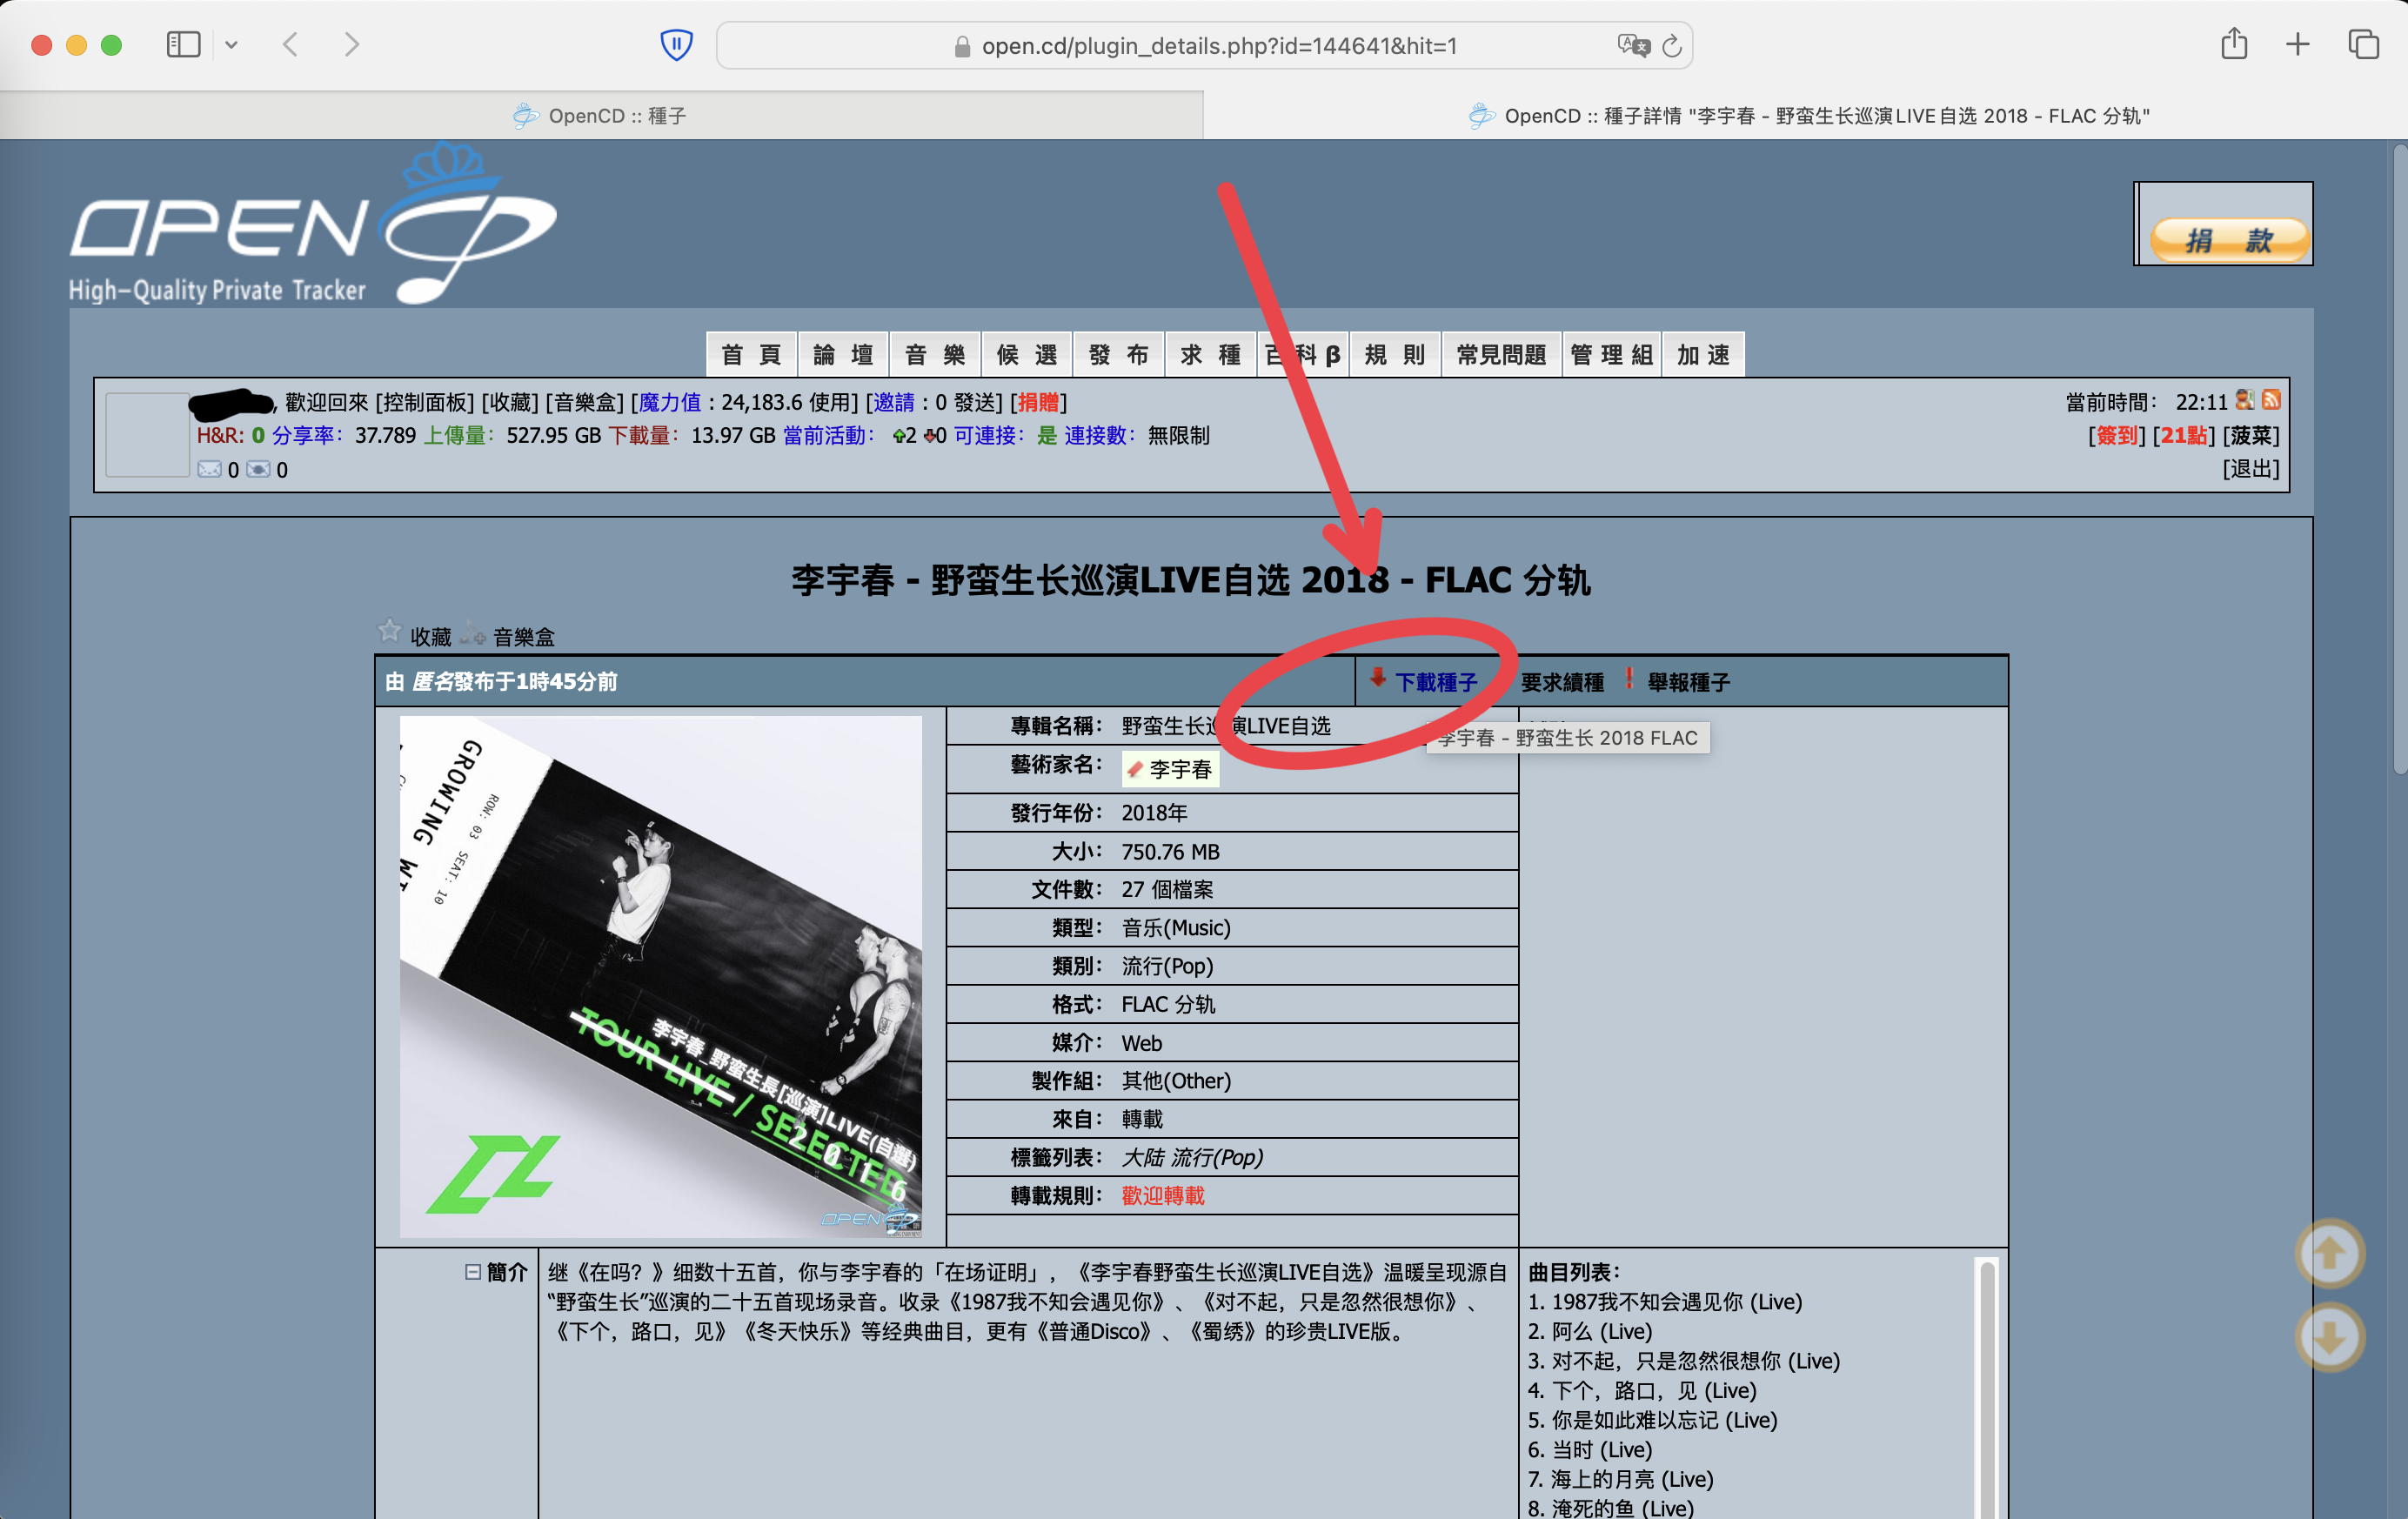 open.cd/plugin_details.php?id=144641&hit=1
OpenCD :: 種子
OpenCD :: 種子詳情 "李宇春 - 野蛮生长巡演LIVE自选 2018 - FLAC 分轨"
OPEN
High-Quality Private Tracker
捐 款
首 頁 論 壇 音 樂 候 選 發 布 求 種 百科 β 規 則 常見問題 管 理 組 加 速
, 歡迎回來 [控制面板] [收藏] [音樂盒] [魔力值 : 24,183.6 使用] [邀請 : 0 發送] [捐贈]
當前時間： 22:11
H&R: 0 分享率： 37.789 上傳量： 527.95 GB 下載量： 13.97 GB 當前活動： 2 0 可連接： 是 連接數： 無限制
[簽到] [21點] [菠菜]
0 0
[退出]
李宇春 - 野蛮生长巡演LIVE自选 2018 - FLAC 分轨
收藏 音樂盒
由 匿名發布于1時45分前
下載種子 要求續種 舉報種子
專輯名稱： 野蛮生长巡演LIVE自选
李宇春 - 野蛮生长 2018 FLAC
藝術家名： 李宇春
發行年份： 2018年
大小： 750.76 MB
文件數： 27 個檔案
類型： 音乐(Music)
類別： 流行(Pop)
格式： FLAC 分轨
媒介： Web
製作組： 其他(Other)
來自： 轉載
標籤列表： 大陆 流行(Pop)
轉載規則： 歡迎轉載
GROWING WI
ROW: 03 SEAT: 10
李宇春_野蛮生長[巡演]LIVE(自選)
TOUR LIVE / SELECTED
2 0 1 6
OPEN
簡介
继《在吗？》细数十五首，你与李宇春的「在场证明」，《李宇春野蛮生长巡演LIVE自选》温暖呈现源自
“野蛮生长”巡演的二十五首现场录音。收录《1987我不知会遇见你》、《对不起，只是忽然很想你》、
《下个，路口，见》《冬天快乐》等经典曲目，更有《普通Disco》、《蜀绣》的珍贵LIVE版。
曲目列表：
1. 1987我不知会遇见你 (Live)
2. 阿么 (Live)
3. 对不起，只是忽然很想你 (Live)
4. 下个，路口，见 (Live)
5. 你是如此难以忘记 (Live)
6. 当时 (Live)
7. 海上的月亮 (Live)
8. 淹死的鱼 (Live)